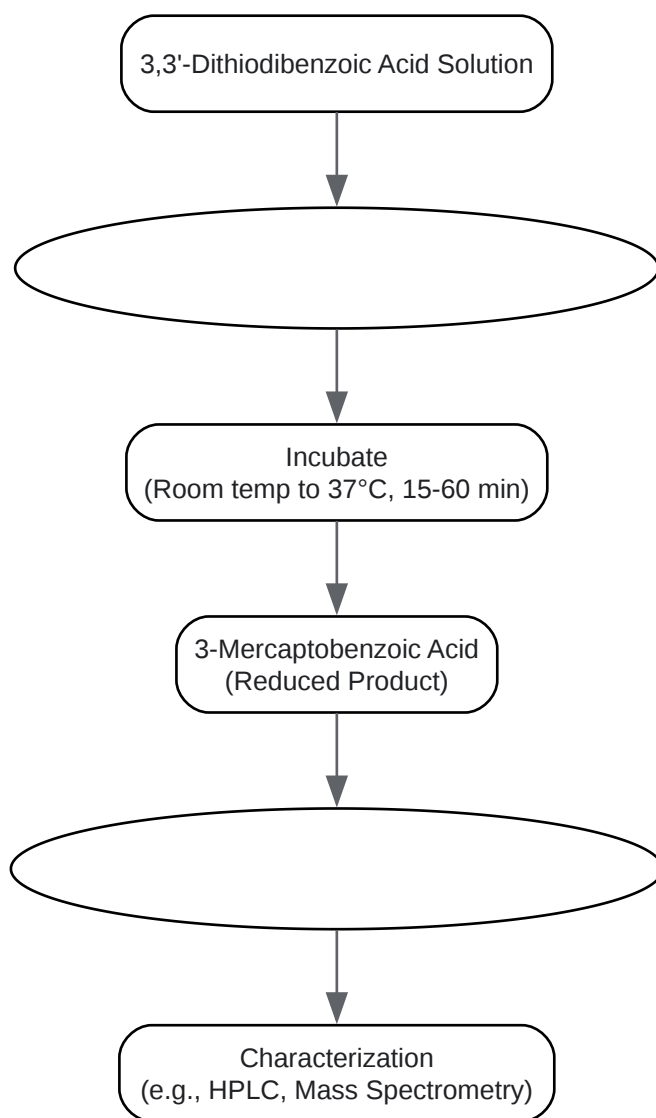 3,3'-Dithiodibenzoic Acid Solution
Incubate
(Room temp to 37°C, 15-60 min)
3-Mercaptobenzoic Acid
(Reduced Product)
Characterization
(e.g., HPLC, Mass Spectrometry)